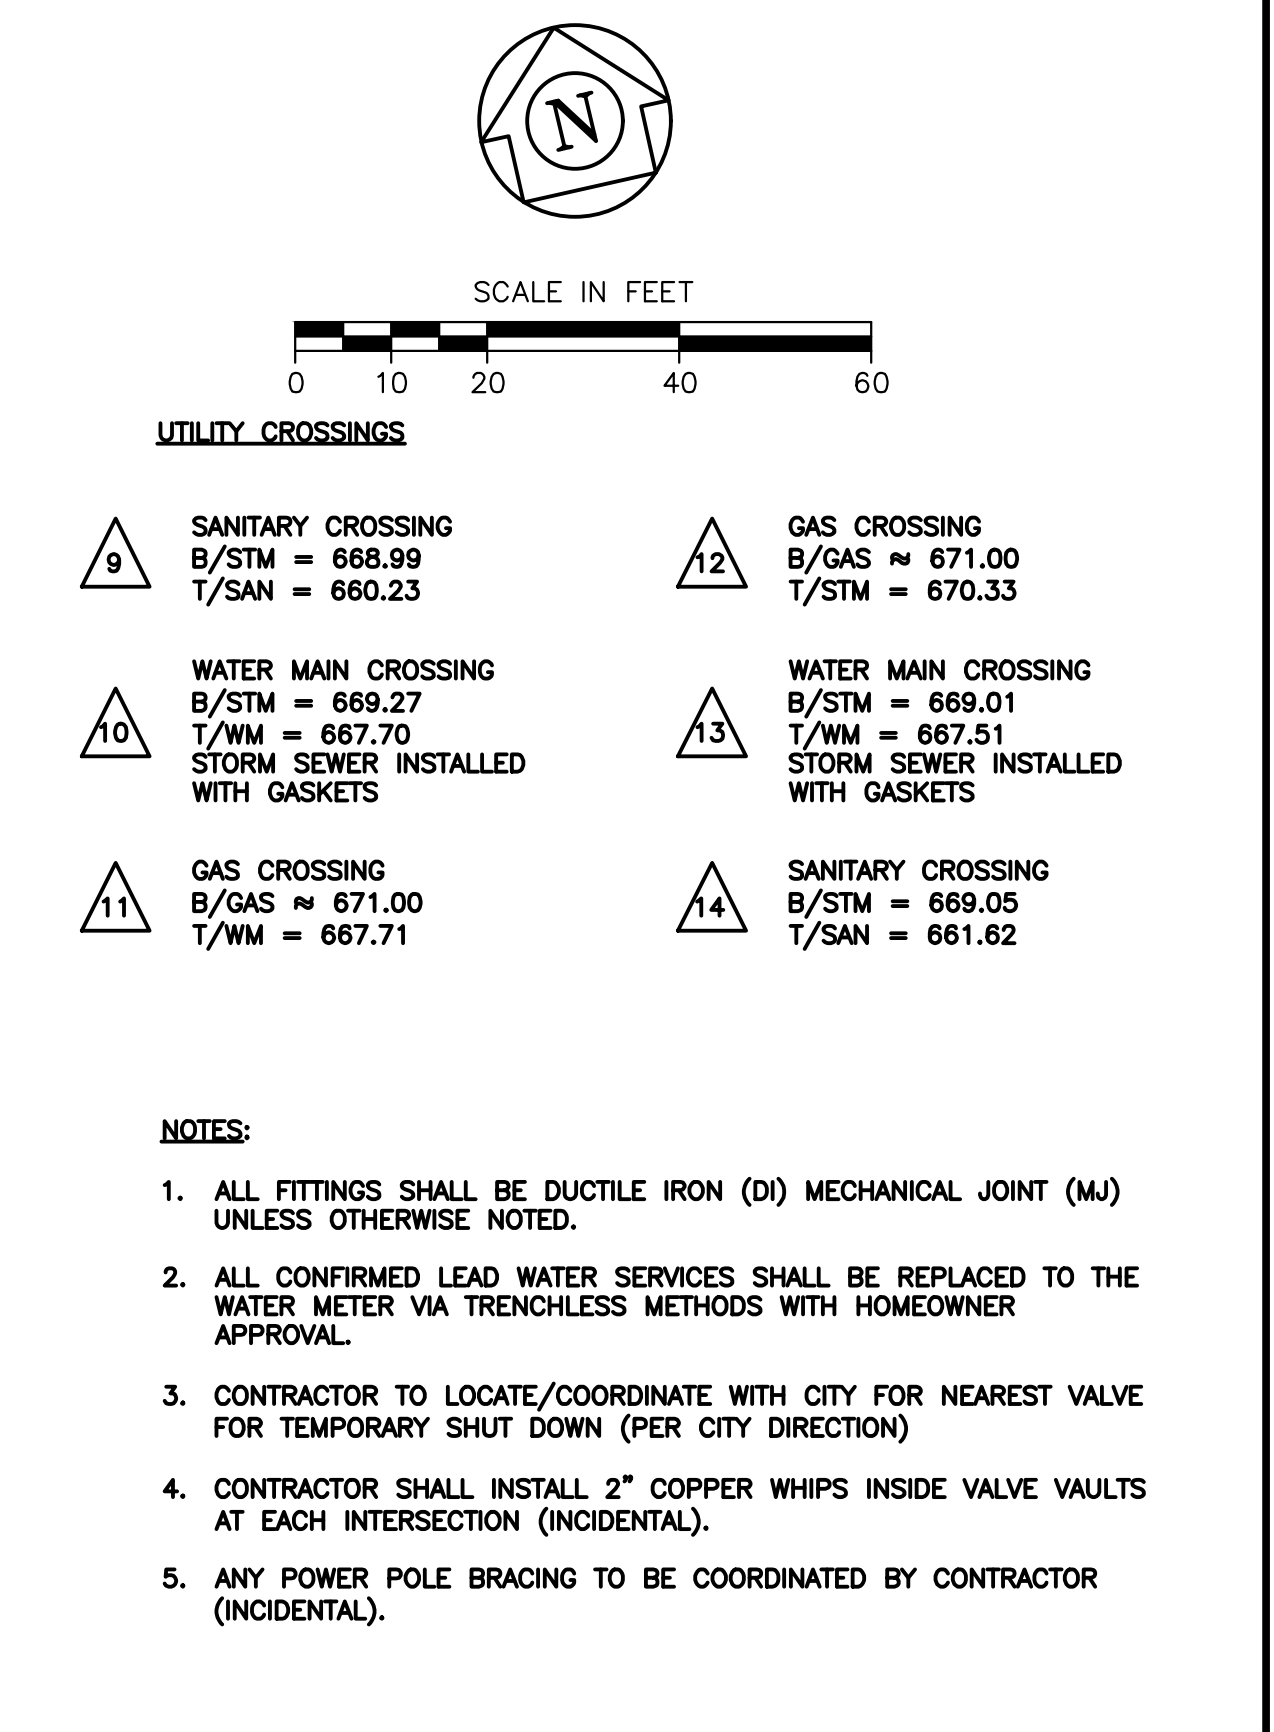 N
SCALE IN FEET
0 10 20 40 60
UTILITY CROSSINGS
9
SANITARY CROSSING
B/STM = 668.99
T/SAN = 660.23
10
WATER MAIN CROSSING
B/STM = 669.27
T/WM = 667.70
STORM SEWER INSTALLED
WITH GASKETS
11
GAS CROSSING
B/GAS ≈ 671.00
T/WM = 667.71
12
GAS CROSSING
B/GAS ≈ 671.00
T/STM = 670.33
13
WATER MAIN CROSSING
B/STM = 669.01
T/WM = 667.51
STORM SEWER INSTALLED
WITH GASKETS
14
SANITARY CROSSING
B/STM = 669.05
T/SAN = 661.62
NOTES:
1. ALL FITTINGS SHALL BE DUCTILE IRON (DI) MECHANICAL JOINT (MJ)
UNLESS OTHERWISE NOTED.
2. ALL CONFIRMED LEAD WATER SERVICES SHALL BE REPLACED TO THE
WATER METER VIA TRENCHLESS METHODS WITH HOMEOWNER
APPROVAL.
3. CONTRACTOR TO LOCATE/COORDINATE WITH CITY FOR NEAREST VALVE
FOR TEMPORARY SHUT DOWN (PER CITY DIRECTION)
4. CONTRACTOR SHALL INSTALL 2" COPPER WHIPS INSIDE VALVE VAULTS
AT EACH INTERSECTION (INCIDENTAL).
5. ANY POWER POLE BRACING TO BE COORDINATED BY CONTRACTOR
(INCIDENTAL).